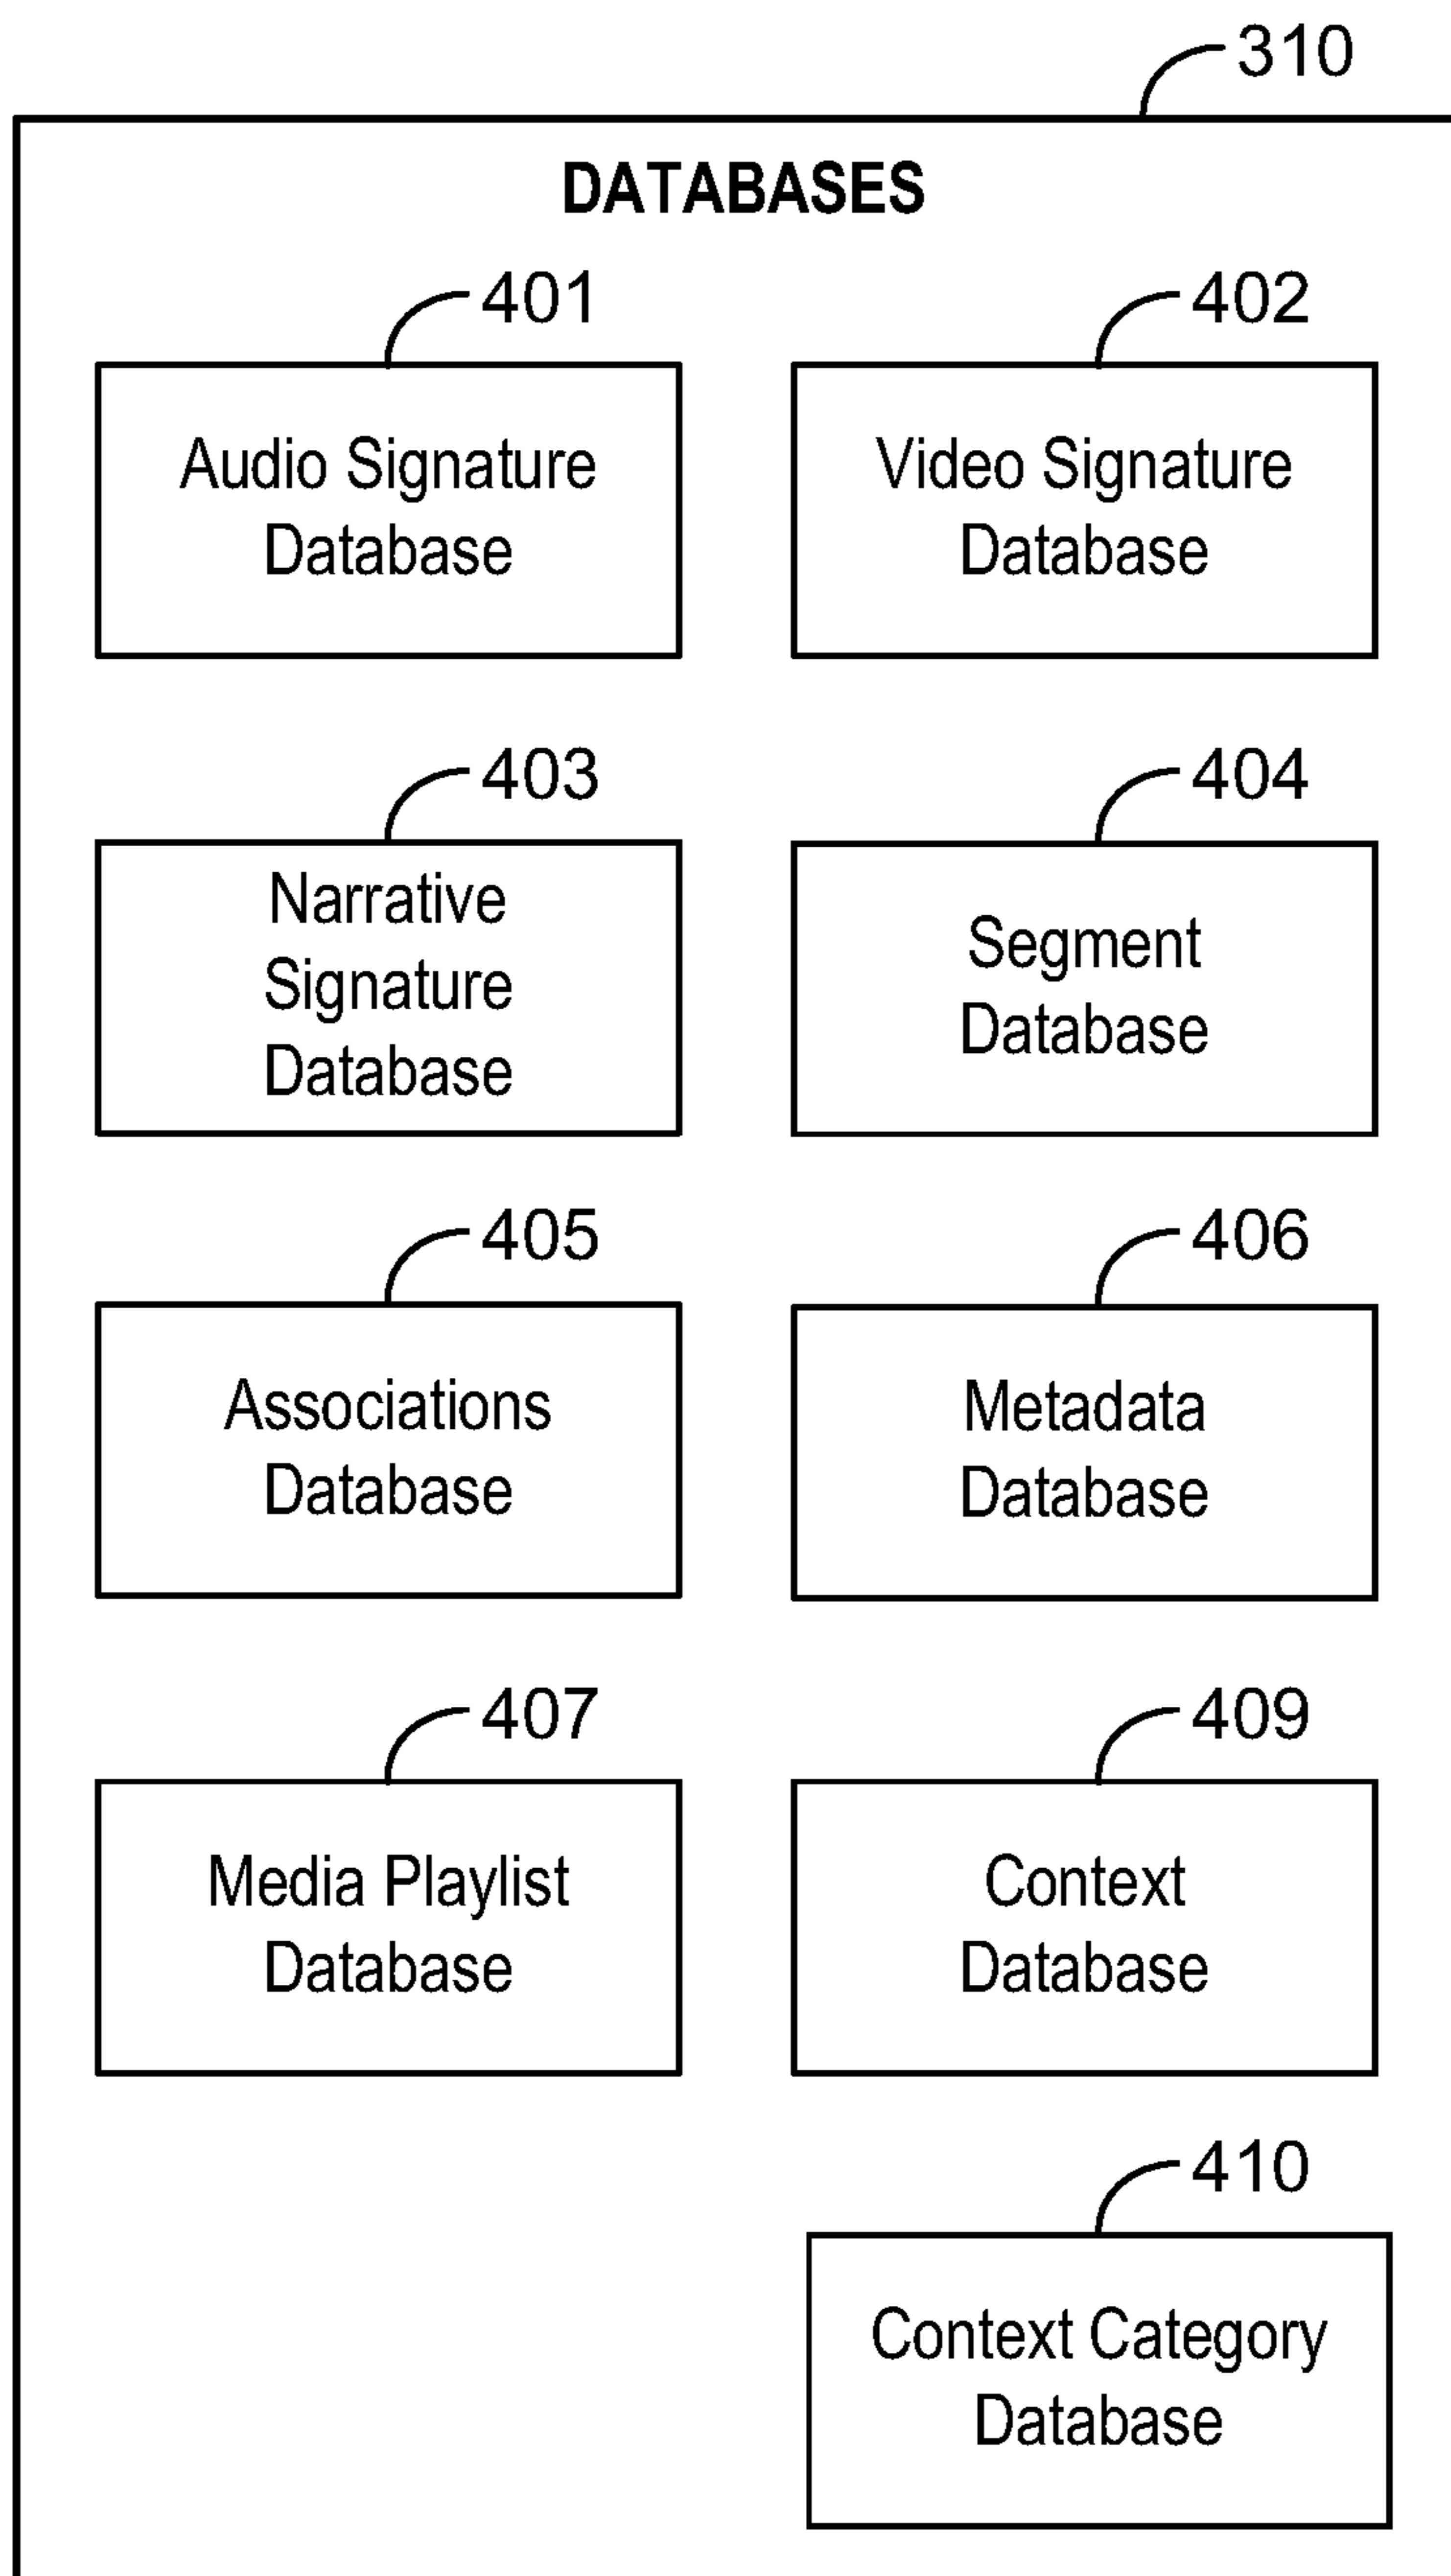 310
DATABASES
401
Audio Signature
Database
402
Video Signature
Database
403
Narrative
Signature
Database
404
Segment
Database
405
Associations
Database
406
Metadata
Database
407
Media Playlist
Database
409
Context
Database
410
Context Category
Database